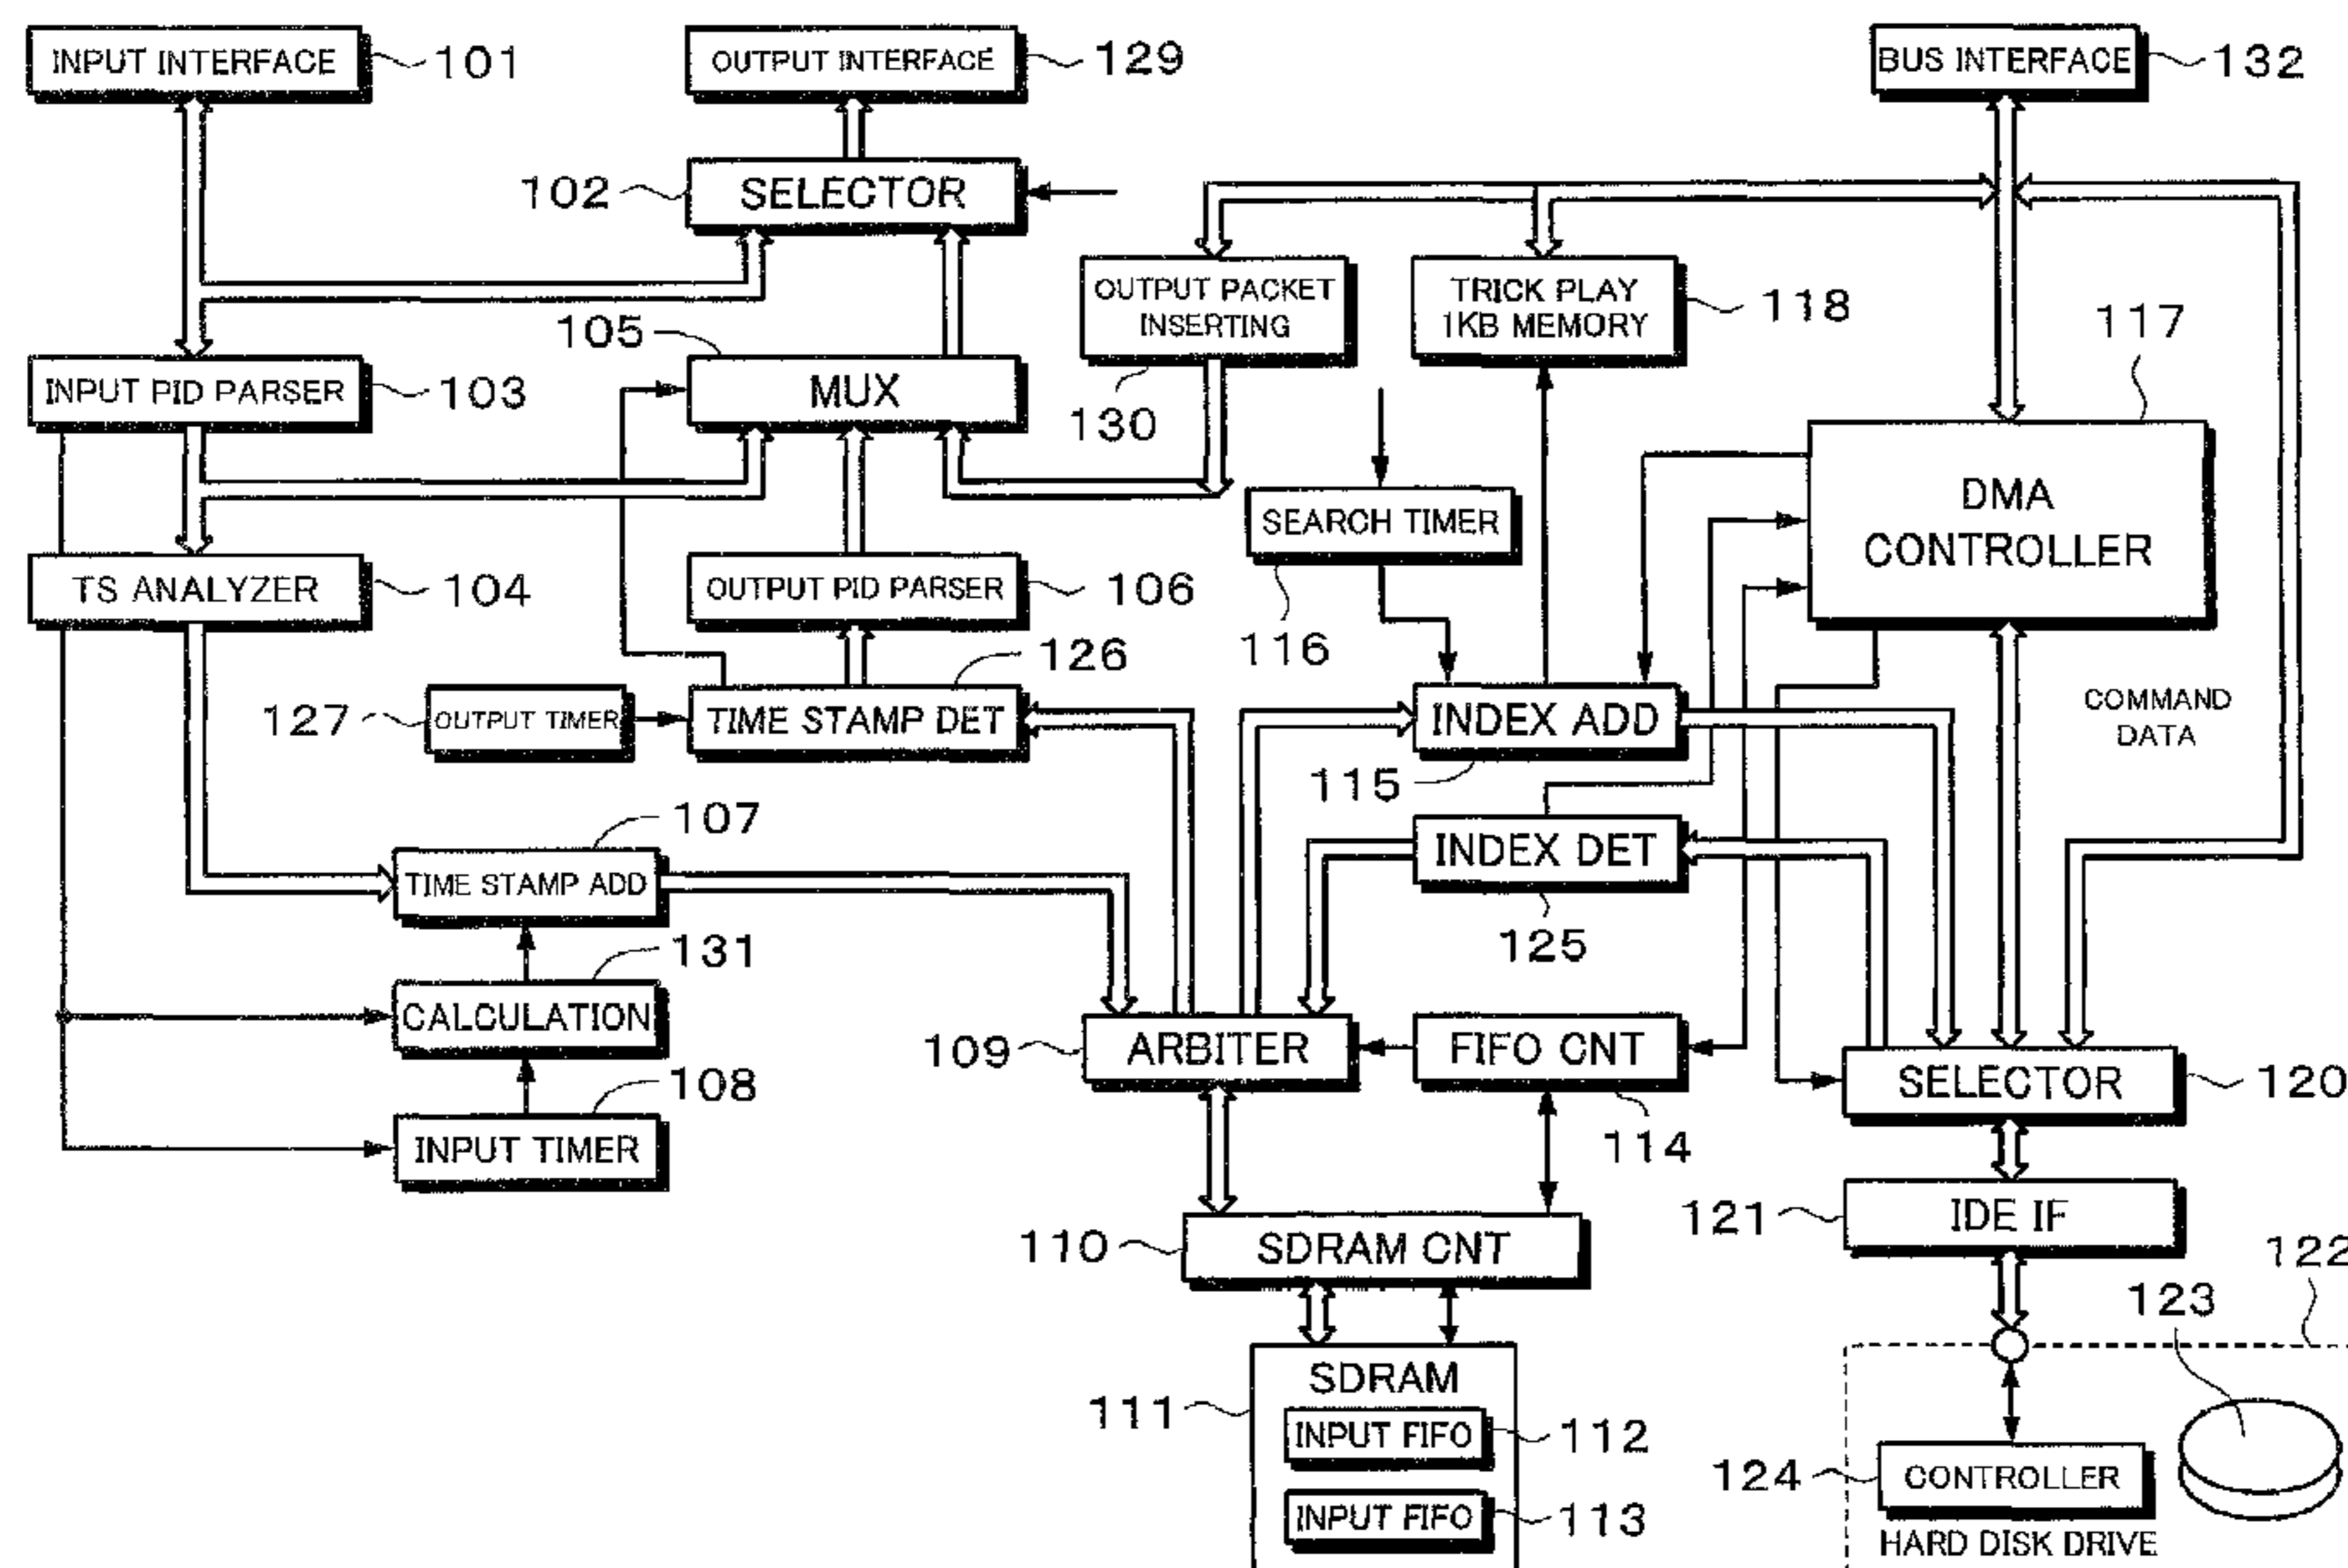 INPUT INTERFACE 101
OUTPUT INTERFACE 129
BUS INTERFACE 132
102 SELECTOR
OUTPUT PACKET
INSERTING
130
TRICK PLAY
1KB MEMORY
118
117
105
INPUT PID PARSER 103
MUX
SEARCH TIMER
116
DMA
CONTROLLER
TS ANALYZER 104
OUTPUT PID PARSER 106
126
127 OUTPUT TIMER
TIME STAMP DET
INDEX ADD
115
COMMAND
DATA
107
TIME STAMP ADD
INDEX DET
125
131
CALCULATION
109 ARBITER
FIFO CNT
114
SELECTOR 120
108
INPUT TIMER
110 SDRAM CNT
121 IDE IF
122
123
111
SDRAM
INPUT FIFO 112
INPUT FIFO 113
124 CONTROLLER
HARD DISK DRIVE